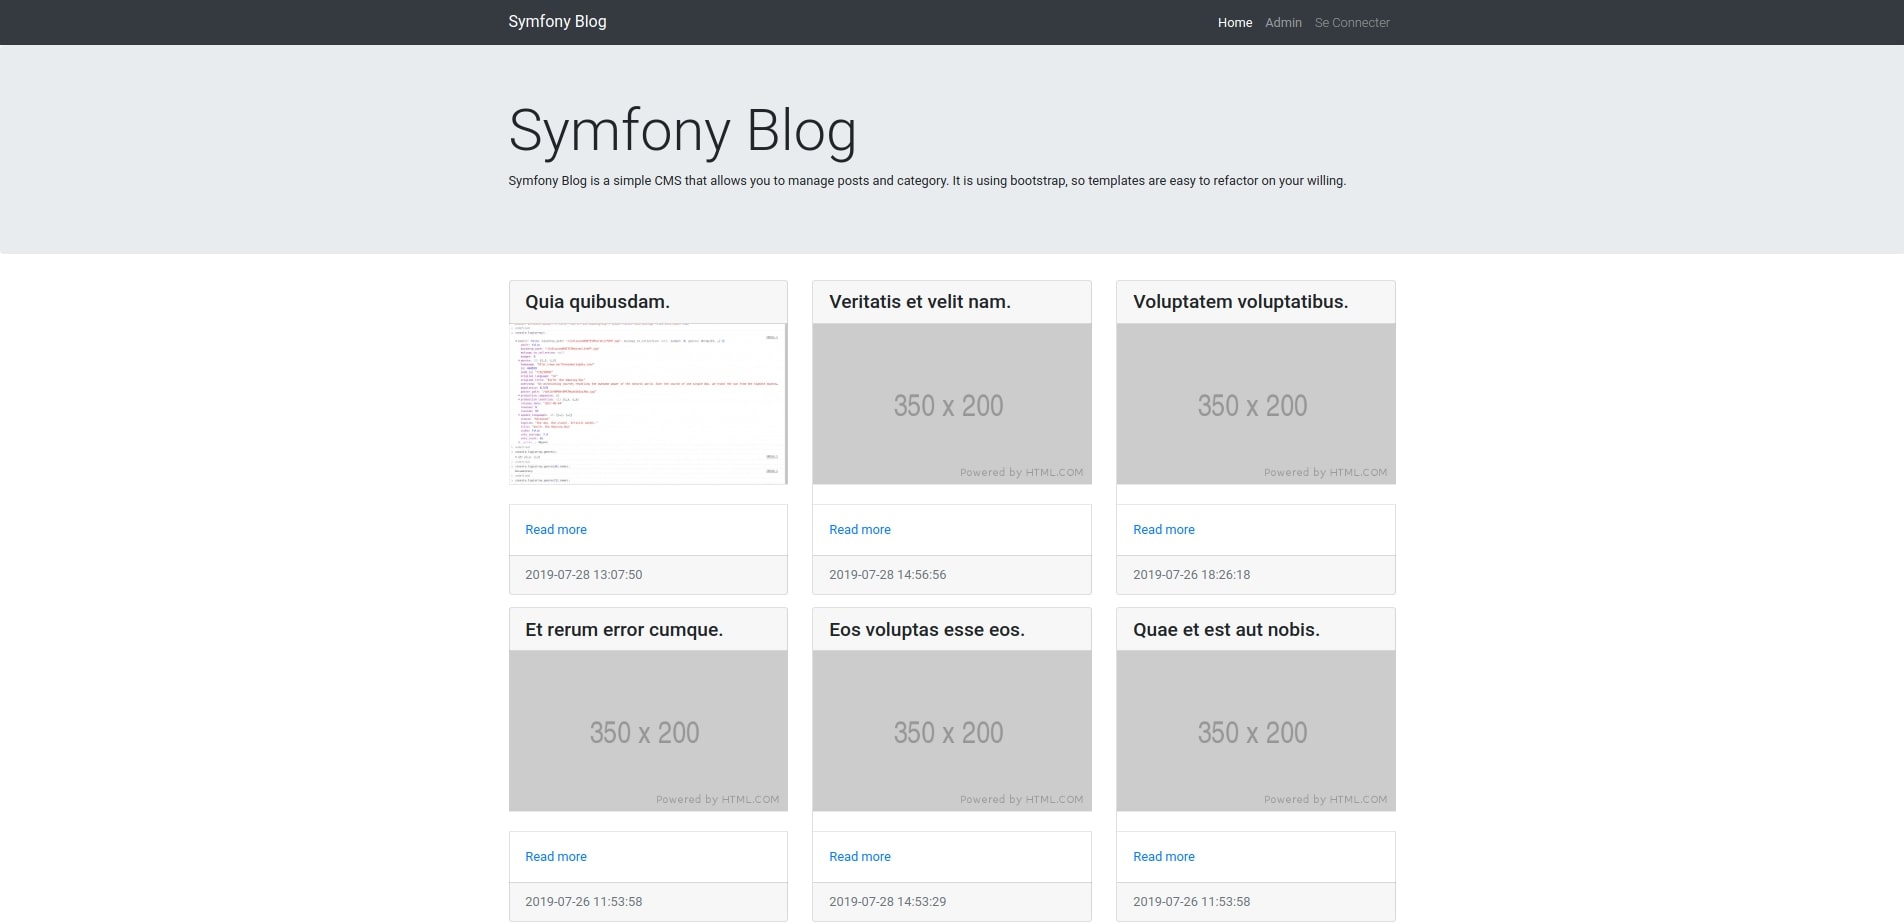 Symfony Blog
Home Admin Se Connecter
Symfony Blog
Symfony Blog is a simple CMS that allows you to manage posts and category. It is using bootstrap, so templates are easy to refactor on your willing.
Quia quibusdam.
Read more
2019-07-28 13:07:50
Veritatis et velit nam.
350 x 200
Powered by HTML.COM
Read more
2019-07-28 14:56:56
Voluptatem voluptatibus.
350 x 200
Powered by HTML.COM
Read more
2019-07-26 18:26:18
Et rerum error cumque.
350 x 200
Powered by HTML.COM
Read more
2019-07-26 11:53:58
Eos voluptas esse eos.
350 x 200
Powered by HTML.COM
Read more
2019-07-28 14:53:29
Quae et est aut nobis.
350 x 200
Powered by HTML.COM
Read more
2019-07-26 11:53:58